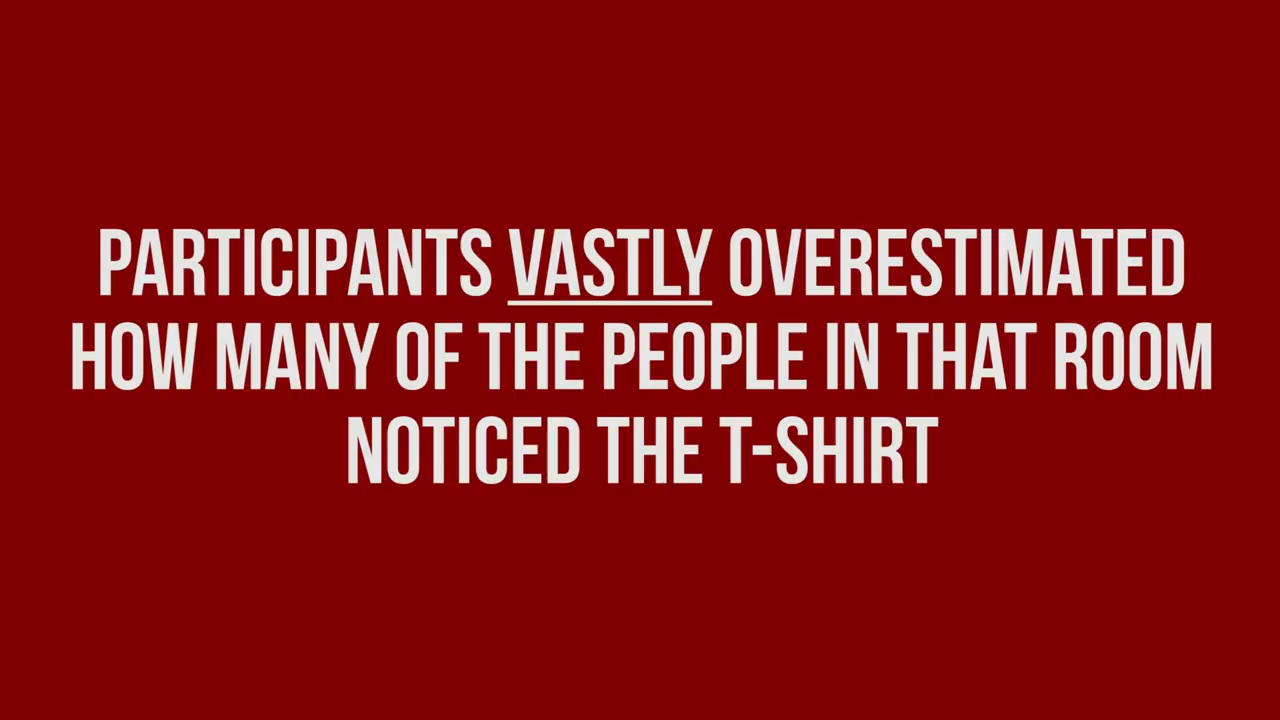 PARTICIPANTS VASTLY OVERESTIMATED
HOW MANY OF THE PEOPLE IN THAT ROOM
NOTICED THE T-SHIRT